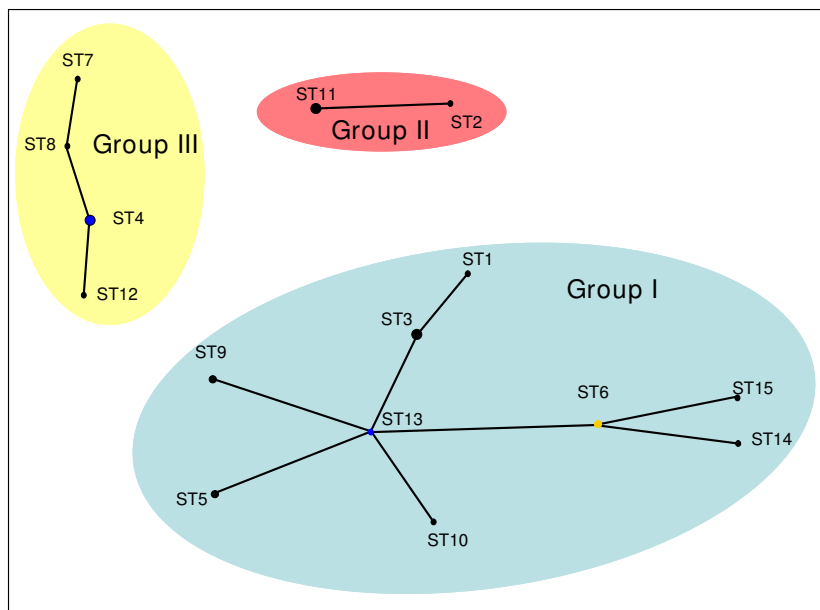 ST7
ST11
ST2
Group II
ST8
Group III
ST4
ST12
ST1
Group I
ST3
ST9
ST6
ST15
ST13
ST14
ST5
ST10